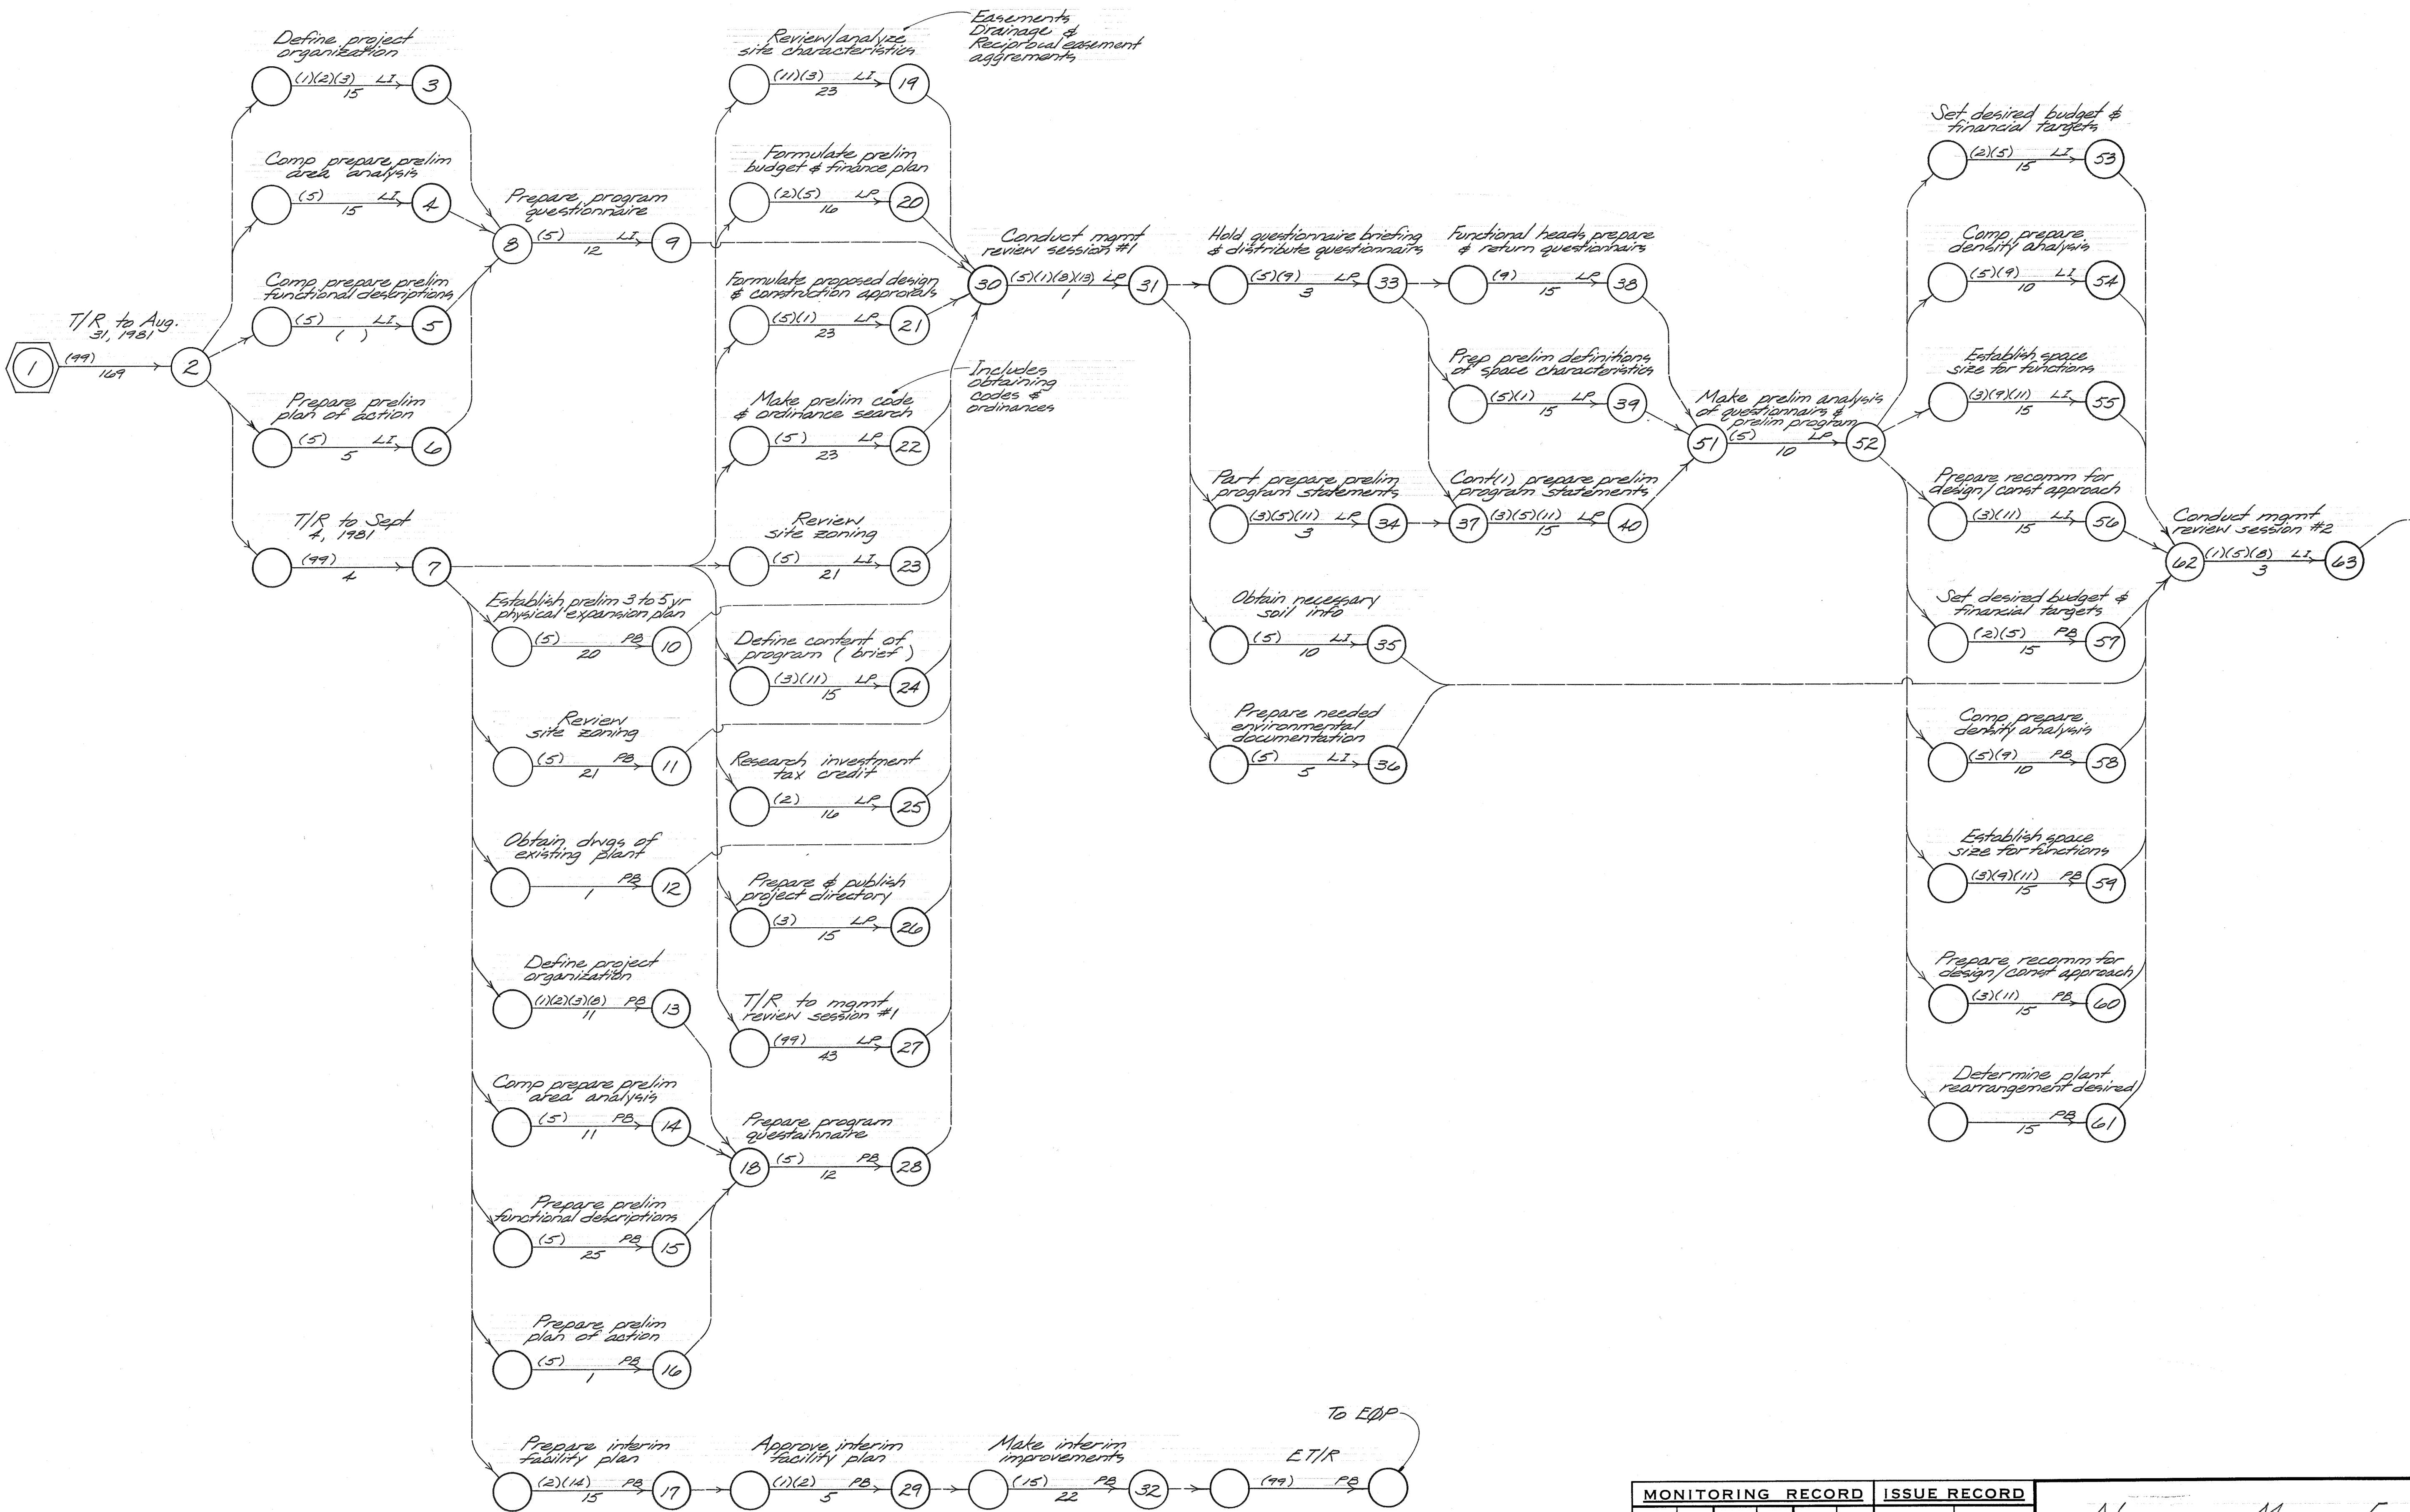 T/R to Aug.
31, 1981
1
(99)
169
2
Define project
organization
(1)(2)(3) LI
15
3
Comp prepare prelim
area analysis
(5) LI
15
4
Comp prepare prelim
functional descriptions
(5) LI
( )
5
Prepare prelim
plan of action
(5) LI
5
6
T/R to Sept
4, 1981
(99)
4
7
Prepare program
questionnaire
8
(5) LI
12
9
Establish prelim 3 to 5 yr
physical expansion plan
(5) PB
20
10
Review
site zoning
(5) PB
21
11
Obtain drwgs of
existing plant
PB
1
12
Define project
organization
(1)(2)(3)(8) PB
11
13
Comp prepare prelim
area analysis
(5) PB
11
14
Prepare prelim
functional descriptions
(5) PB
25
15
Prepare prelim
plan of action
(5) PB
1
16
Prepare interim
facility plan
(2)(14) PB
15
17
Review/analyze
site characteristics
(11)(3) LI
23
19
Easements
Drainage &
Reciprocal easement
aggrements
Formulate prelim
budget & finance plan
(2)(5) LP
16
20
Formulate proposed design
& construction approvals
(5)(1) LP
23
21
Make prelim code
& ordinance search
(5) LP
23
22
Includes
obtaining
codes &
ordinances
Review
site zoning
(5) LI
21
23
Define content of
program ( brief )
(3)(11) LP
15
24
Research investment
tax credit
(2) LP
16
25
Prepare & publish
project directory
(3) LP
15
26
T/R to mgmt
review session #1
(99) LP
43
27
Prepare program
questainnaire
18
(5) PB
12
28
Approve interim
facility plan
(1)(2) PB
5
29
Make interim
improvements
(15) PB
22
32
ET/R
(99) PB
To EØP
Conduct mgmt
review session #1
30
(5)(1)(8)(13) LP
1
31
Hold questionnaire briefing
& distribute questionnairs
(5)(9) LP
3
33
Functional heads prepare
& return questionnairs
(9) LP
15
38
Prep prelim definitions
of space characteristics
(5)(1) LP
15
39
Part prepare prelim
program statements
(3)(5)(11) LP
3
34
Cont(1) prepare prelim
program statements
37
(3)(5)(11) LP
15
40
Obtain necessary
soil info
(5) LI
10
35
Prepare needed
environmental
documentation
(5) LI
5
36
Make prelim analysis
of questionnairs &
prelim program
51
(5) LP
10
52
Set desired budget &
financial targets
(2)(5) LI
15
53
Comp prepare
density analysis
(5)(9) LI
10
54
Establish space
size for functions
(3)(9)(11) LI
15
55
Prepare recomm for
design/const approach
(3)(11) LI
15
56
Set desired budget &
financial targets
(2)(5) PB
15
57
Comp prepare
density analysis
(5)(9) PB
10
58
Establish space
size for functions
(3)(9)(11) PB
15
59
Prepare recomm for
design/const approach
(3)(11) PB
15
60
Determine plant
rearrangement desired
PB
15
61
Conduct mgmt
review session #2
62
(1)(5)(8) LI
3
63
MONITORING RECORD ISSUE RECORD